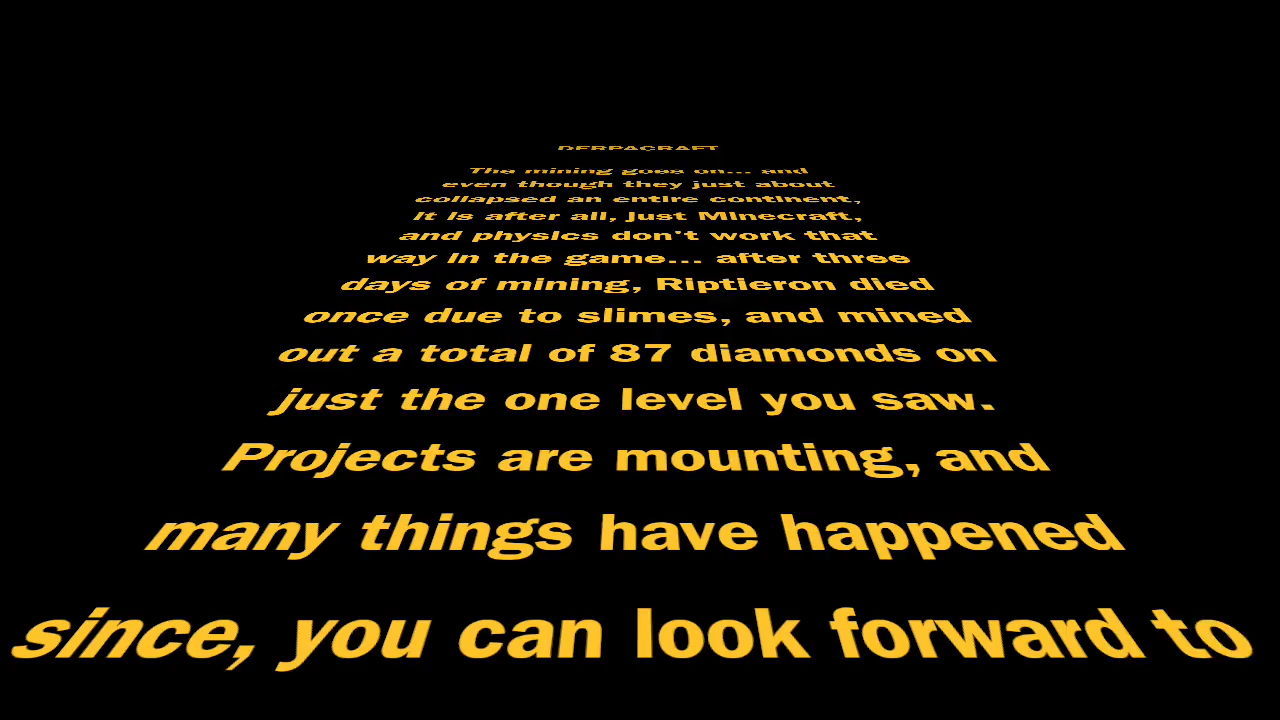 DERPACRAFT
The mining goes on... and
even though they just about
collapsed an entire continent,
it is after all, just Minecraft,
and physics don't work that
way in the game... after three
days of mining, Riptieron died
once due to slimes, and mined
out a total of 87 diamonds on
just the one level you saw.
Projects are mounting, and
many things have happened
since, you can look forward to